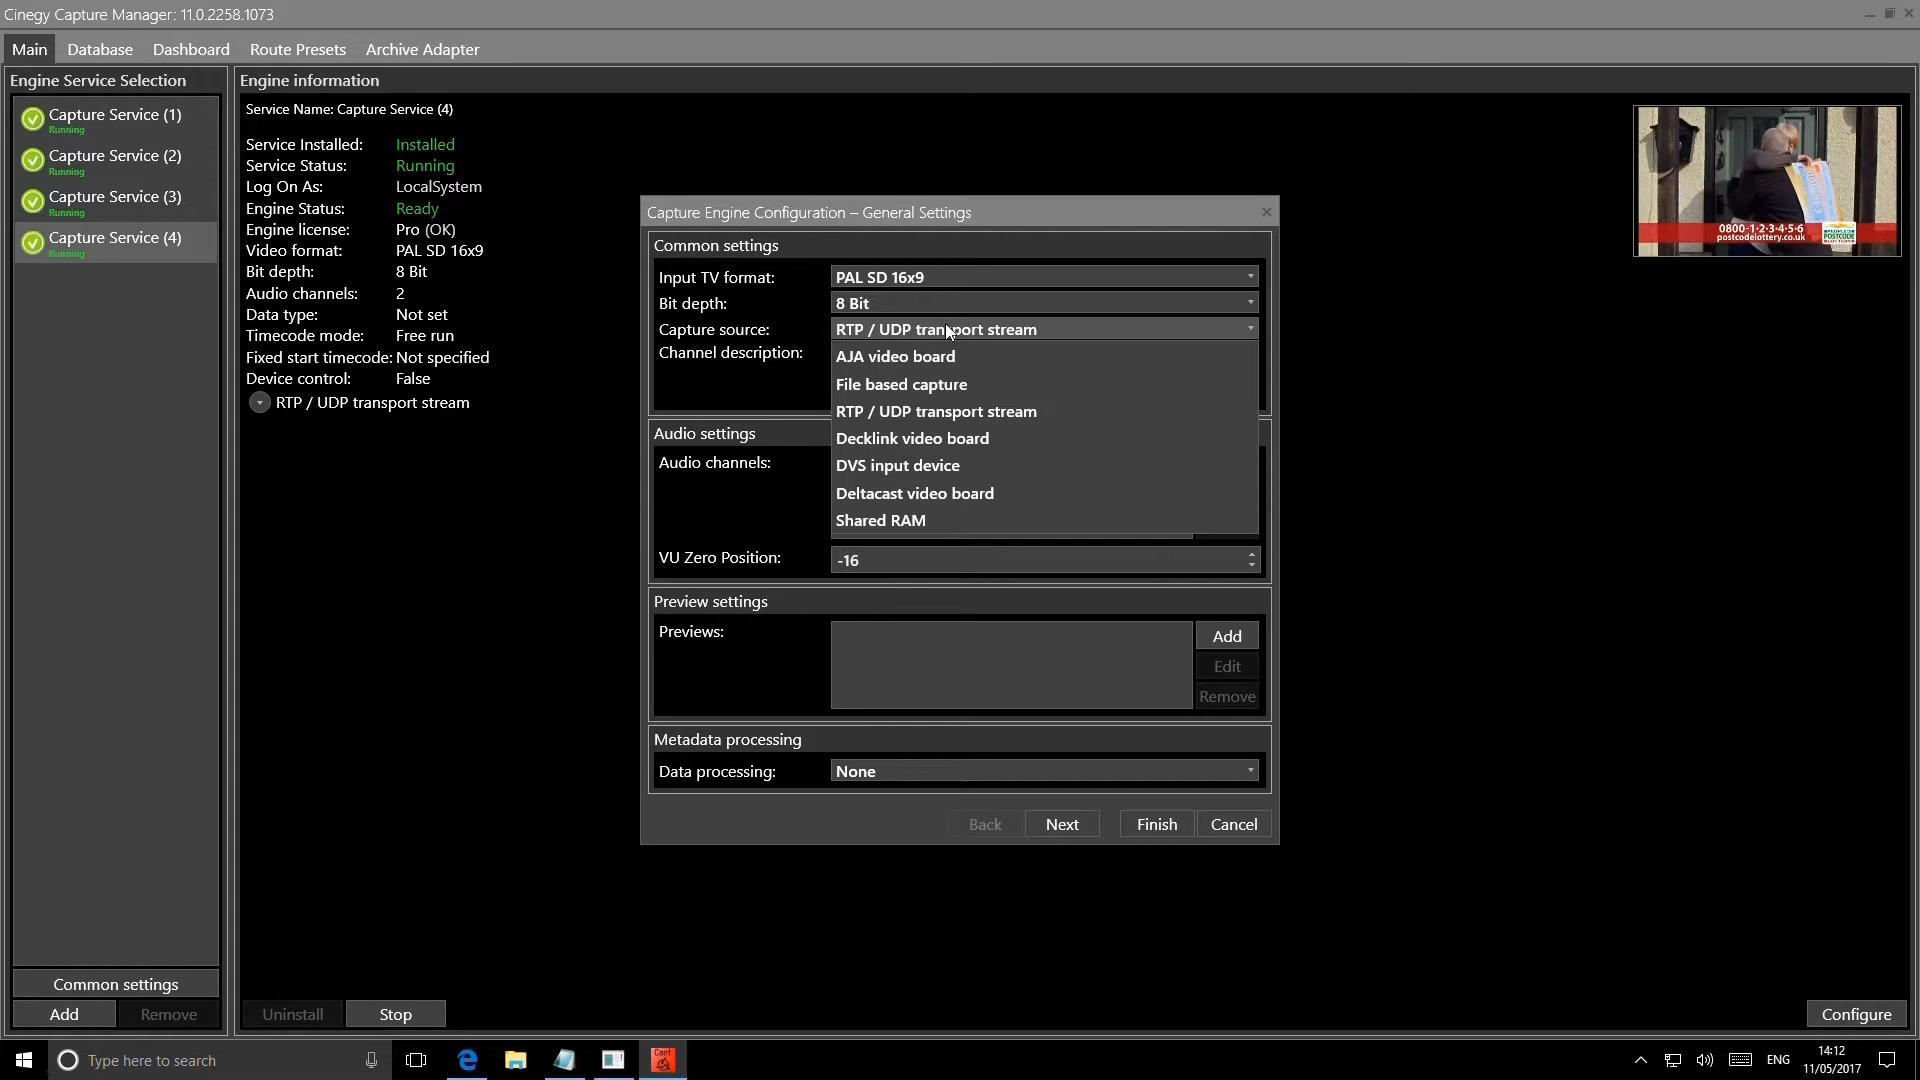 Cinegy Capture Manager: 11.0.2258.1073
Main Database Dashboard Route Presets Archive Adapter
Engine Service Selection
Capture Service (1)
Running
Capture Service (2)
Running
Capture Service (3)
Running
Capture Service (4)
Running
Common settings
Add Remove
Engine information
Service Name: Capture Service (4)
Service Installed: Installed
Service Status: Running
Log On As: LocalSystem
Engine Status: Ready
Engine license: Pro (OK)
Video format: PAL SD 16x9
Bit depth: 8 Bit
Audio channels: 2
Data type: Not set
Timecode mode: Free run
Fixed start timecode: Not specified
Device control: False
RTP / UDP transport stream
Uninstall Stop
Configure
0800-1-2-3-4-5-6
postcodelottery.co.uk
Capture Engine Configuration – General Settings
Common settings
Input TV format: PAL SD 16x9
Bit depth: 8 Bit
Capture source: RTP / UDP transport stream
Channel description:
AJA video board
File based capture
RTP / UDP transport stream
Decklink video board
DVS input device
Deltacast video board
Shared RAM
Audio settings
Audio channels:
VU Zero Position: -16
Preview settings
Previews:
Add
Edit
Remove
Metadata processing
Data processing: None
Back Next Finish Cancel
Type here to search
Conf
ENG
14:12
11/05/2017